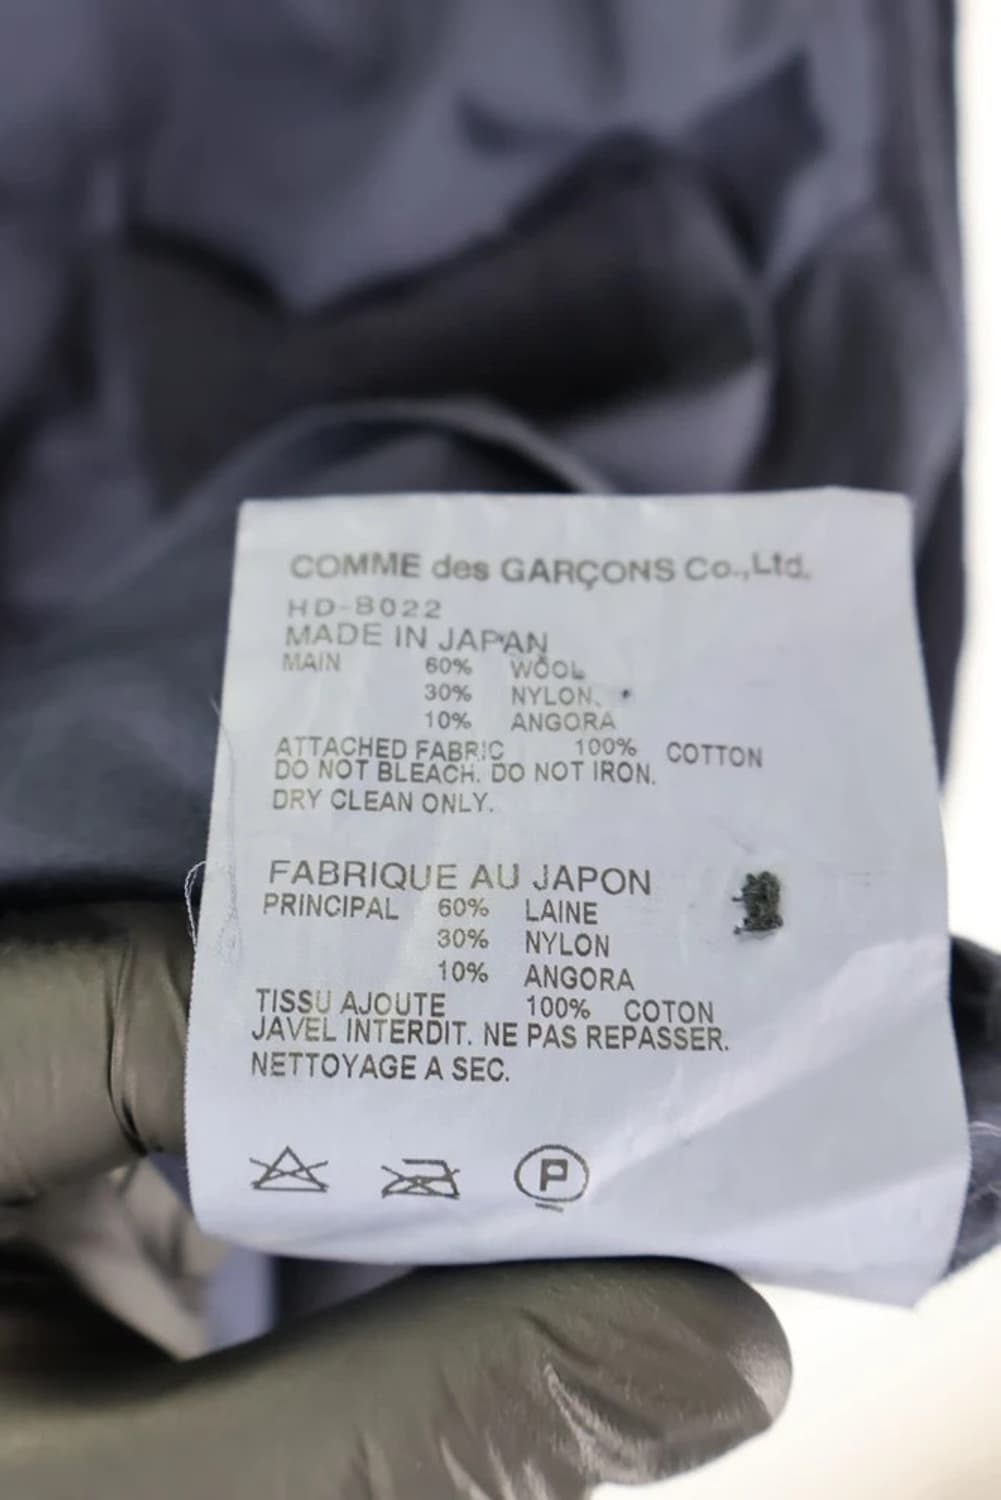 COMME des GARÇONS Co.,Ltd.
HD-B022
MADE IN JAPAN
MAIN 60% WOOL
30% NYLON
10% ANGORA
ATTACHED FABRIC 100% COTTON
DO NOT BLEACH. DO NOT IRON.
DRY CLEAN ONLY.
FABRIQUE AU JAPON
PRINCIPAL 60% LAINE
30% NYLON
10% ANGORA
TISSU AJOUTE 100% COTON
JAVEL INTERDIT. NE PAS REPASSER.
NETTOYAGE A SEC.
P